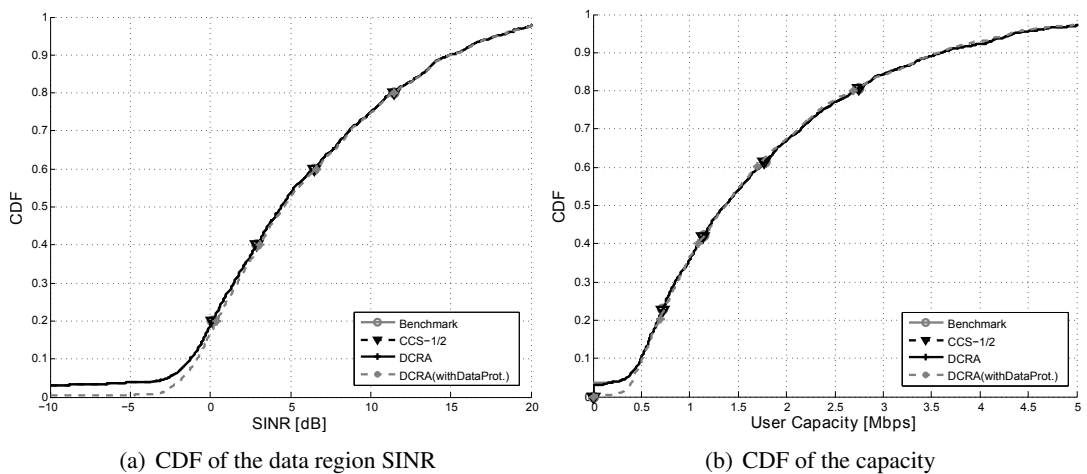 1
0.9
0.8
0.7
0.6
0.5
0.4
0.3
0.2
0.1
0
CDF
−10
−5
0
5
10
15
20
SINR [dB]
Benchmark
CCS−1/2
DCRA
DCRA(withDataProt.)
(a) CDF of the data region SINR
1
0.9
0.8
0.7
0.6
0.5
0.4
0.3
0.2
0.1
0
CDF
0
0.5
1
1.5
2
2.5
3
3.5
4
4.5
5
User Capacity [Mbps]
Benchmark
CCS−1/2
DCRA
DCRA(withDataProt.)
(b) CDF of the capacity